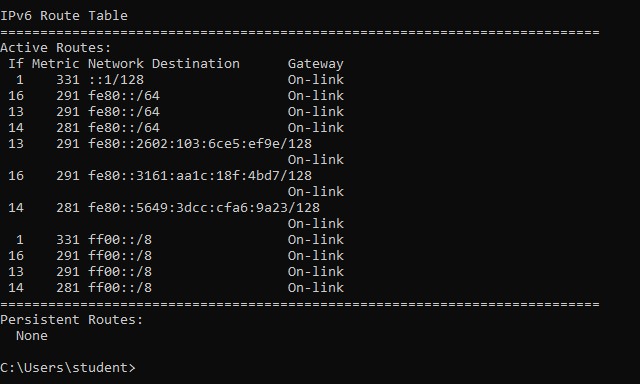 IPv6 Route Table
===========================================================================
Active Routes:
 If Metric Network Destination      Gateway
  1    331 ::1/128                  On-link
 16    291 fe80::/64                On-link
 13    291 fe80::/64                On-link
 14    281 fe80::/64                On-link
 13    291 fe80::2602:103:6ce5:ef9e/128
                                    On-link
 16    291 fe80::3161:aa1c:18f:4bd7/128
                                    On-link
 14    281 fe80::5649:3dcc:cfa6:9a23/128
                                    On-link
  1    331 ff00::/8                 On-link
 16    291 ff00::/8                 On-link
 13    291 ff00::/8                 On-link
 14    281 ff00::/8                 On-link
===========================================================================
Persistent Routes:
  None
C:\Users\student>